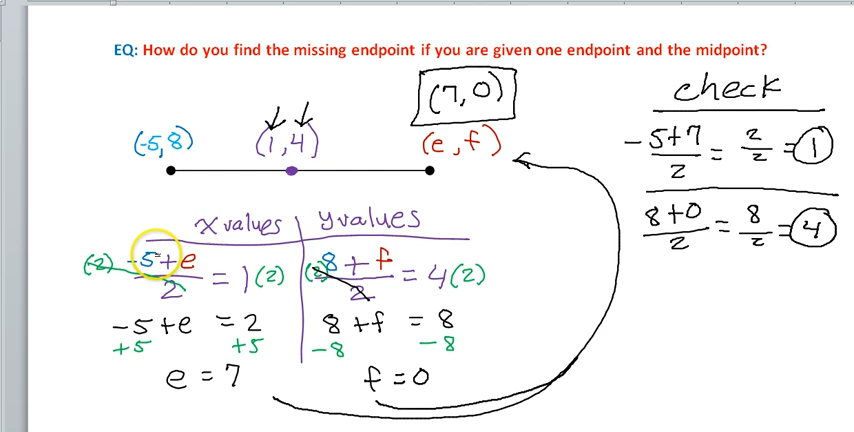 EQ: How do you find the missing endpoint if you are given one endpoint and the midpoint?
(7,0)
(-5,8) (1,4) (e,f)
x values y values
(2) -5+e/2 = 1(2) (2) 8+f/2 = 4(2)
-5+e = 2 8+f = 8
+5 +5 -8 -8
e = 7 f = 0
check
-5+7/2 = 2/2 = 1
8+0/2 = 8/2 = 4